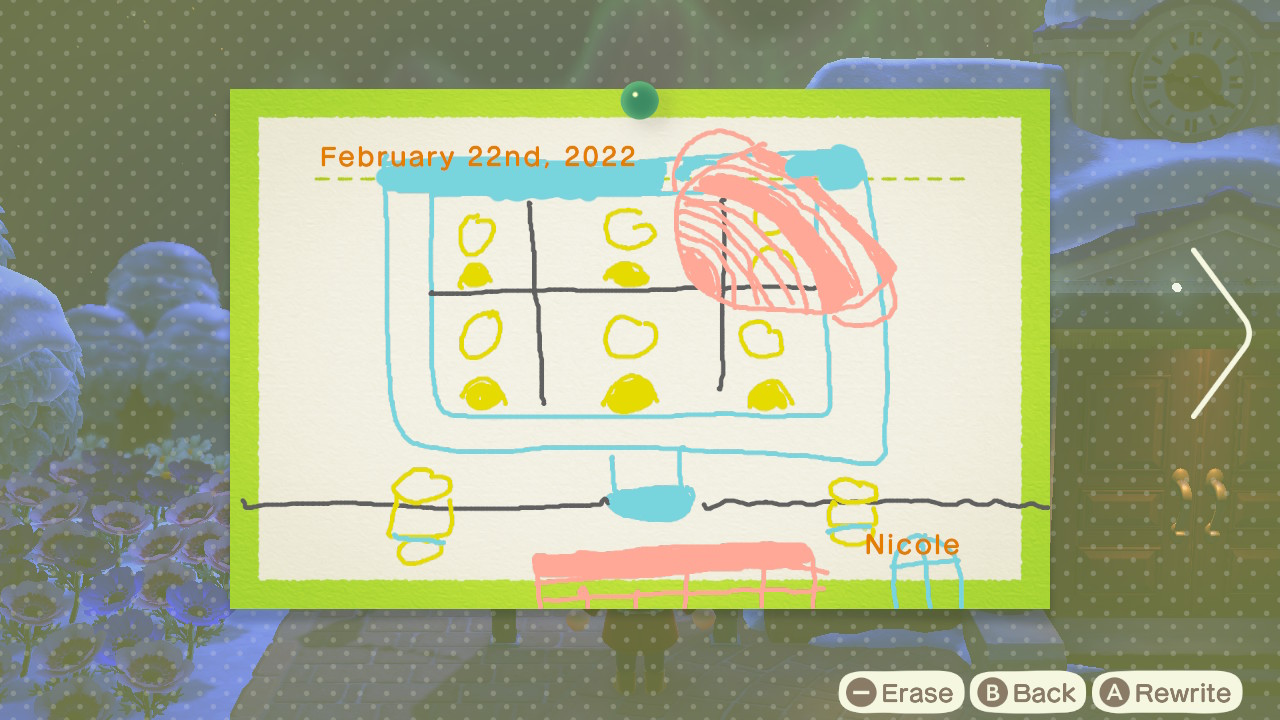 February 22nd, 2022
Nicole
− Erase
B Back
A Rewrite